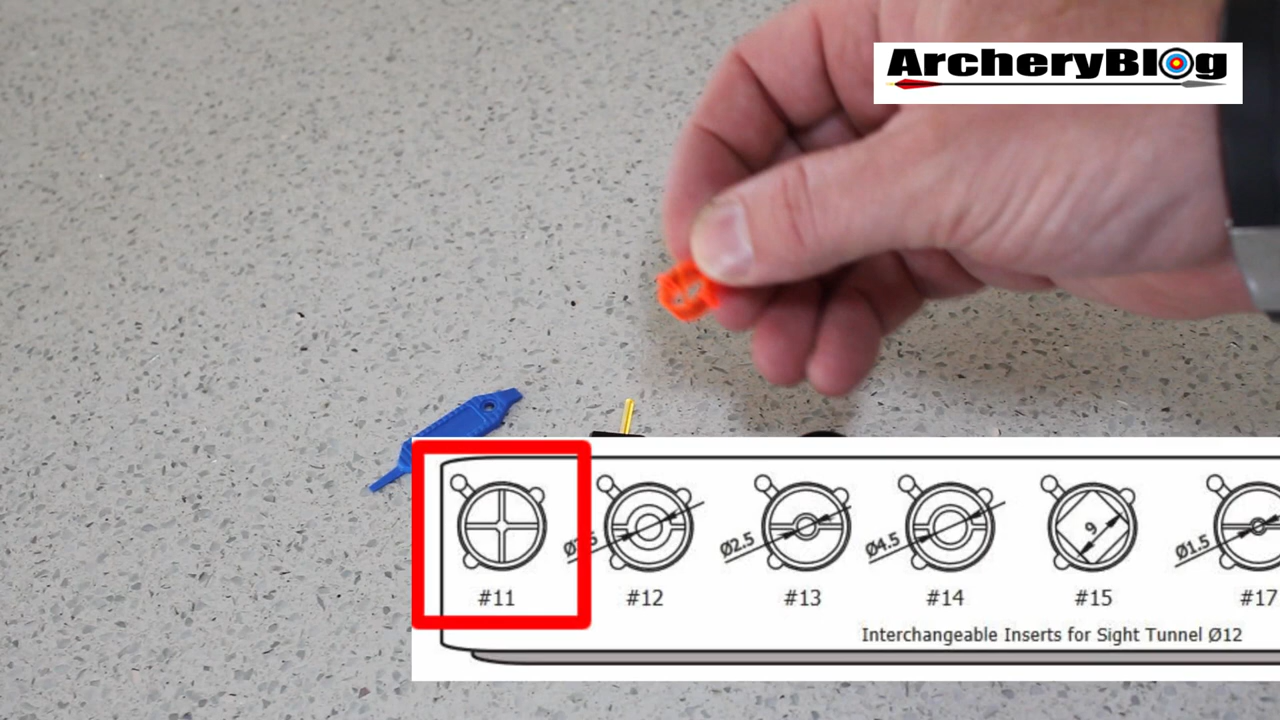 ArcheryBlog
Ø2.5
Ø4.5
9
Ø1.5
#11
#12
#13
#14
#15
#17
Interchangeable Inserts for Sight Tunnel Ø12